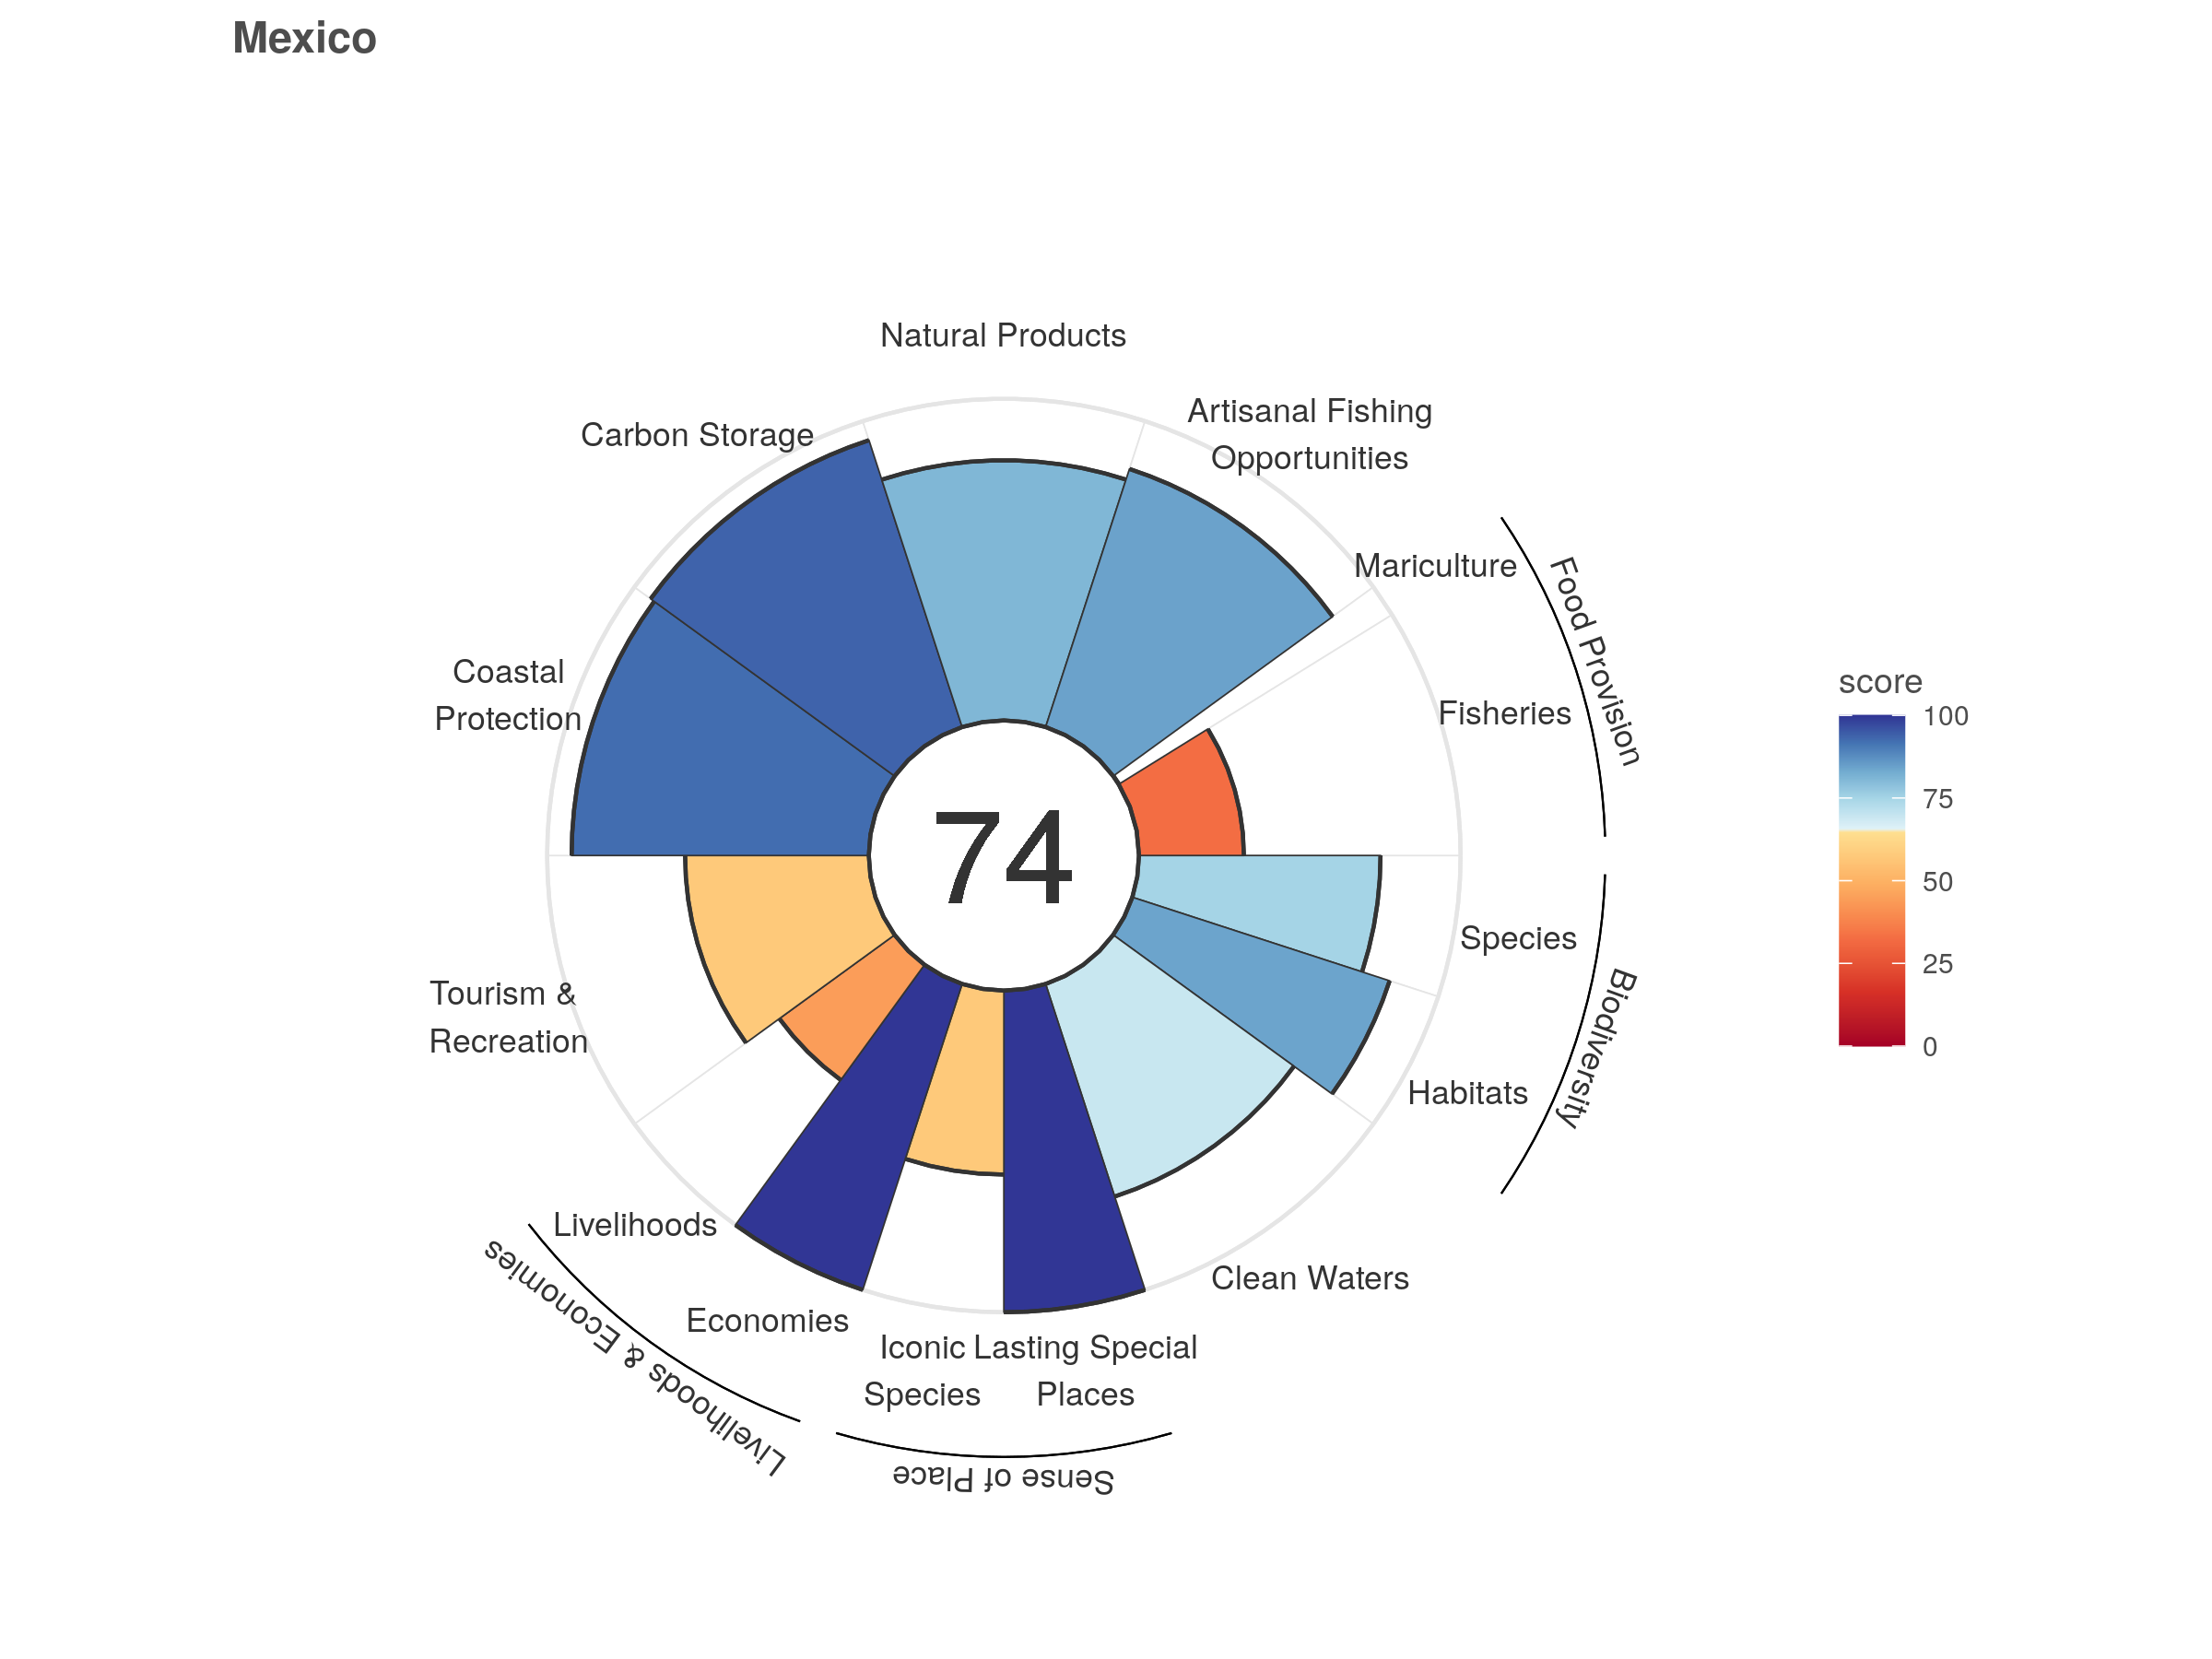 Mexico
Natural Products
Artisanal Fishing
Opportunities
Carbon Storage
Mariculture
Food Provision
Coastal
Protection
Fisheries
score
100
75
50
25
0
74
Species
Biodiversity
Tourism &
Recreation
Habitats
Livelihoods
Clean Waters
Economies
Iconic
Species
Lasting Special
Places
Livelihoods & Economies
Sense of Place